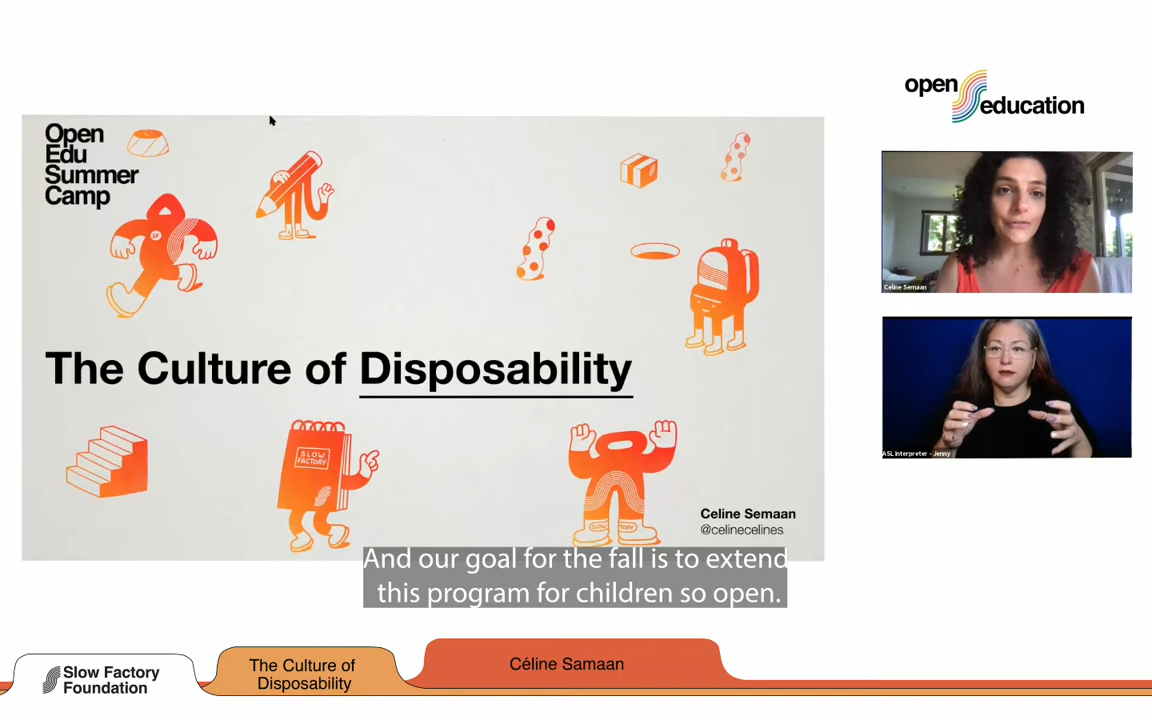 Open
Edu
Summer
Camp
SF
The Culture of Disposability
SLOW
FACTORY
Celine Semaan
@celinecelines
And our goal for the fall is to extend
this program for children so open.
open
education
Celine Semaan
ASL Interpreter - Jenny
Slow Factory
Foundation
The Culture of
Disposability
Céline Samaan